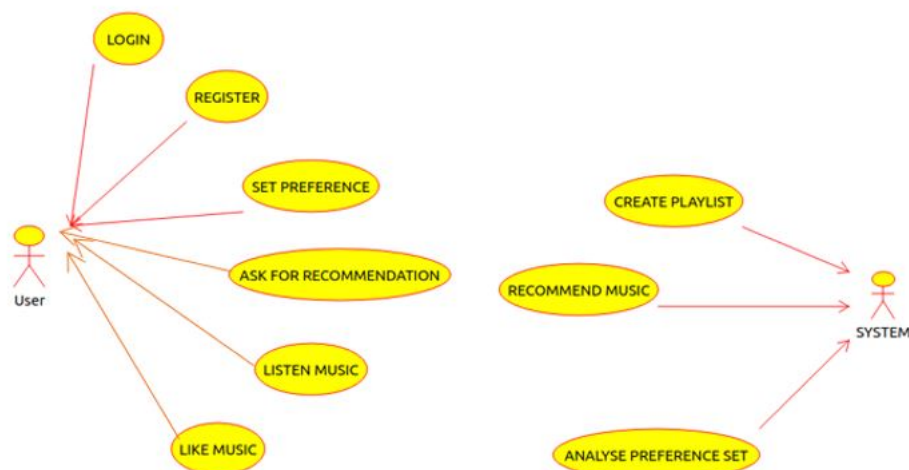 LOGIN
REGISTER
SET PREFERENCE
CREATE PLAYLIST
ASK FOR RECOMMENDATION
RECOMMEND MUSIC
User
SYSTEM
LISTEN MUSIC
LIKE MUSIC
ANALYSE PREFERENCE SET